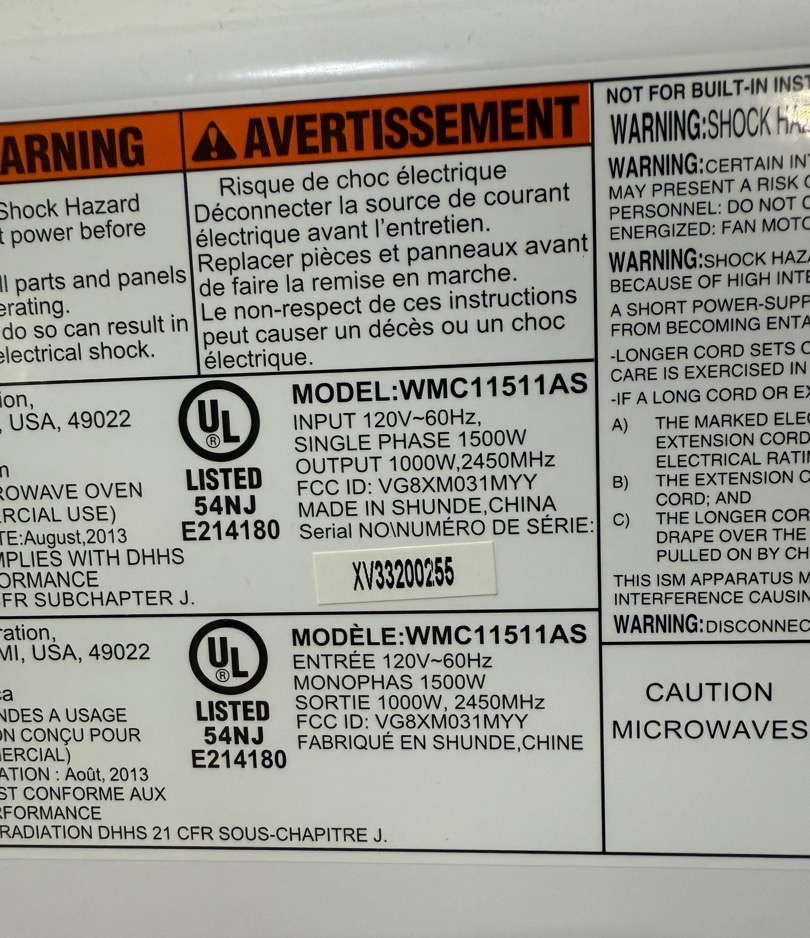 ARNING
Shock Hazard
t power before
ll parts and panels
erating.
do so can result in
electrical shock.
AVERTISSEMENT
Risque de choc électrique
Déconnecter la source de courant
électrique avant l'entretien.
Replacer pièces et panneaux avant
de faire la remise en marche.
Le non-respect de ces instructions
peut causer un décès ou un choc
électrique.
ion,
, USA, 49022
n
ROWAVE OVEN
RCIAL USE)
TE:August,2013
MPLIES WITH DHHS
ORMANCE
FR SUBCHAPTER J.
UL
®
LISTED
54NJ
E214180
MODEL:WMC11511AS
INPUT 120V~60Hz,
SINGLE PHASE 1500W
OUTPUT 1000W,2450MHz
FCC ID: VG8XM031MYY
MADE IN SHUNDE,CHINA
Serial NO\NUMÉRO DE SÉRIE:
XV33200255
ration,
MI, USA, 49022
ca
NDES A USAGE
ON CONÇU POUR
ERCIAL)
ATION : Août, 2013
ST CONFORME AUX
RFORMANCE
RADIATION DHHS 21 CFR SOUS-CHAPITRE J.
UL
®
LISTED
54NJ
E214180
MODÈLE:WMC11511AS
ENTRÉE 120V~60Hz
MONOPHAS 1500W
SORTIE 1000W, 2450MHz
FCC ID: VG8XM031MYY
FABRIQUÉ EN SHUNDE,CHINE
NOT FOR BUILT-IN INST
WARNING:SHOCK HA
WARNING:CERTAIN INT
MAY PRESENT A RISK O
PERSONNEL: DO NOT C
ENERGIZED: FAN MOTO
WARNING:SHOCK HAZA
BECAUSE OF HIGH INTE
A SHORT POWER-SUPP
FROM BECOMING ENTA
-LONGER CORD SETS O
CARE IS EXERCISED IN
-IF A LONG CORD OR EX
A) THE MARKED ELEC
EXTENSION CORD
ELECTRICAL RATIN
B) THE EXTENSION C
CORD; AND
C) THE LONGER COR
DRAPE OVER THE
PULLED ON BY CH
THIS ISM APPARATUS M
INTERFERENCE CAUSIN
WARNING:DISCONNEC
CAUTION
MICROWAVES